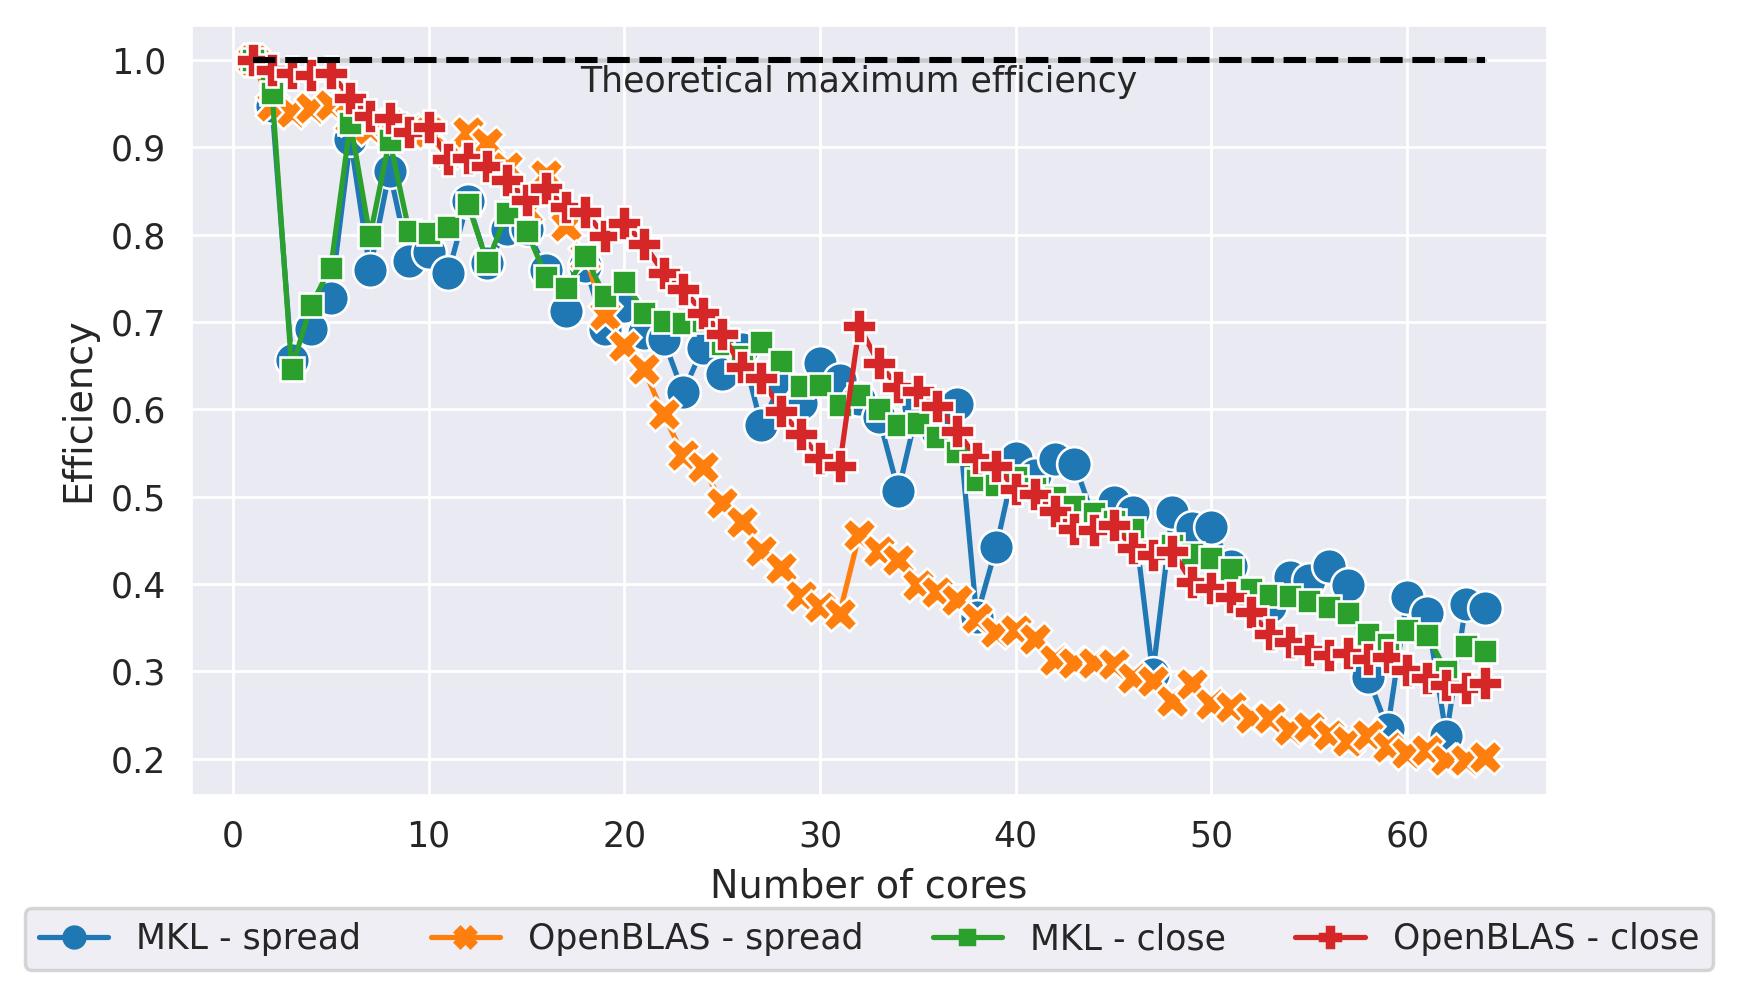 1.0
Theoretical maximum efficiency
0.9
0.8
0.7
0.6
0.5
0.4
0.3
0.2
Efficiency
0 10 20 30 40 50 60
Number of cores
MKL - spread OpenBLAS - spread MKL - close OpenBLAS - close